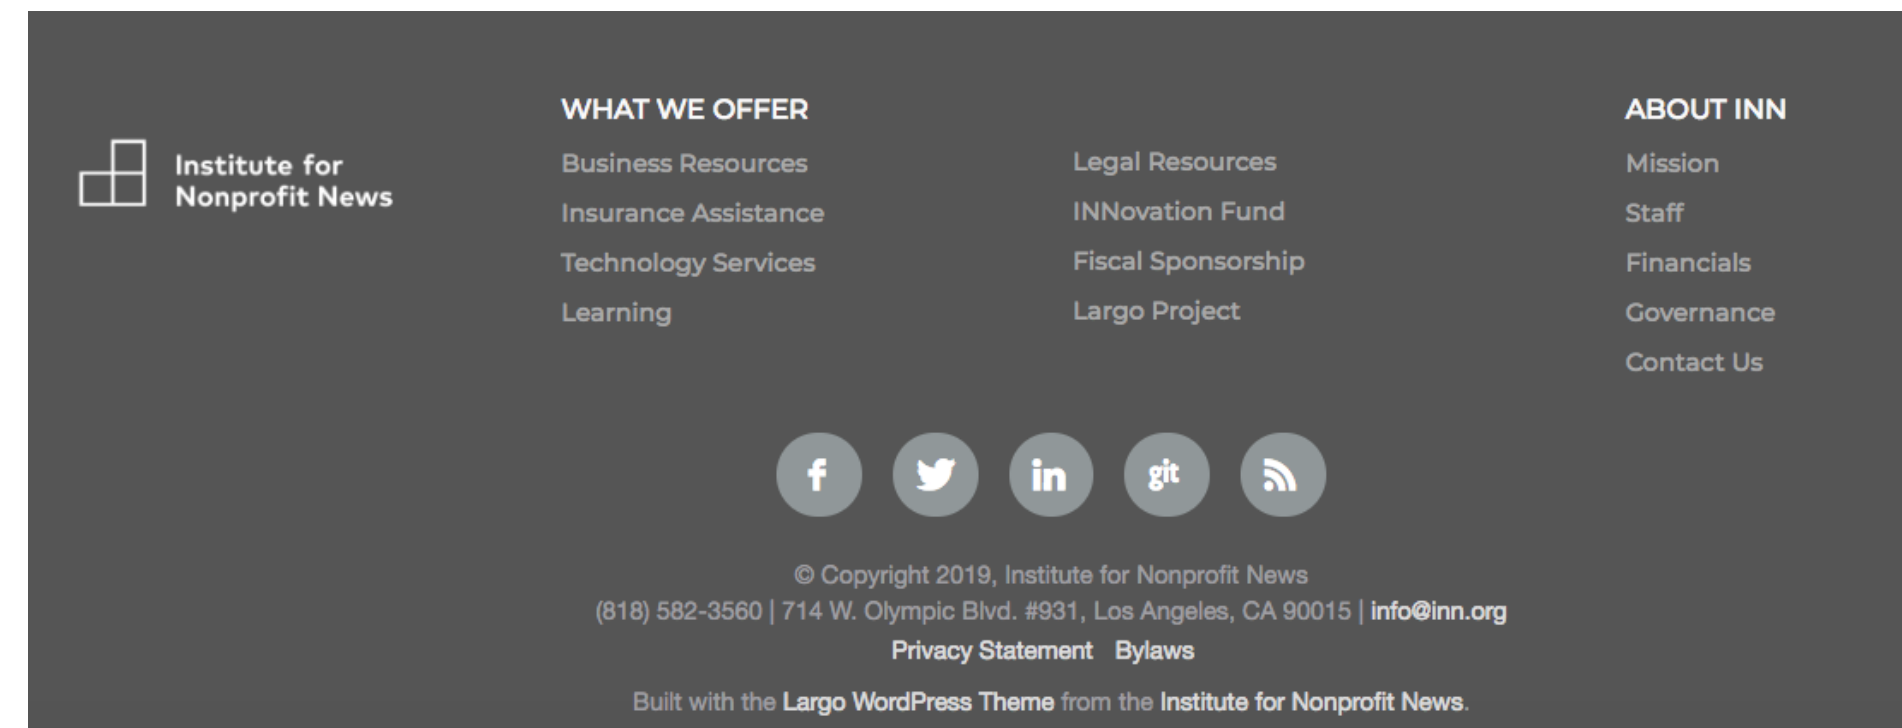 Institute for
Nonprofit News
WHAT WE OFFER
Business Resources
Insurance Assistance
Technology Services
Learning
Legal Resources
INNovation Fund
Fiscal Sponsorship
Largo Project
ABOUT INN
Mission
Staff
Financials
Governance
Contact Us
f
in
git
© Copyright 2019, Institute for Nonprofit News
(818) 582-3560 | 714 W. Olympic Blvd. #931, Los Angeles, CA 90015 | info@inn.org
Privacy Statement Bylaws
Built with the Largo WordPress Theme from the Institute for Nonprofit News.